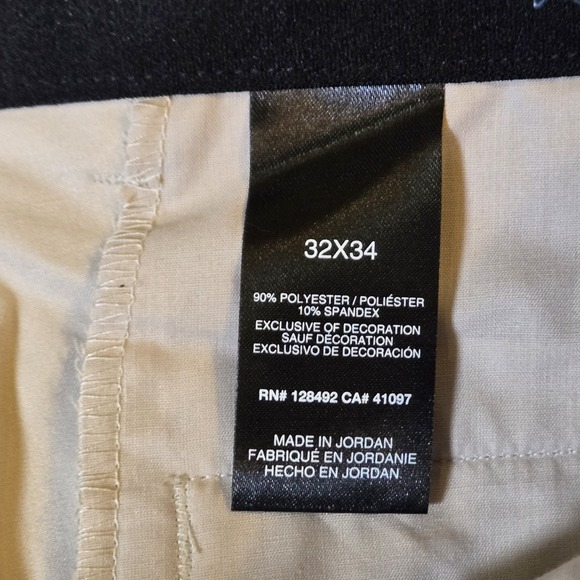 32X34
90% POLYESTER / POLIÉSTER
10% SPANDEX
EXCLUSIVE OF DECORATION
SAUF DÉCORATION
EXCLUSIVO DE DECORACIÓN
RN# 128492 CA# 41097
MADE IN JORDAN
FABRIQUÉ EN JORDANIE
HECHO EN JORDAN